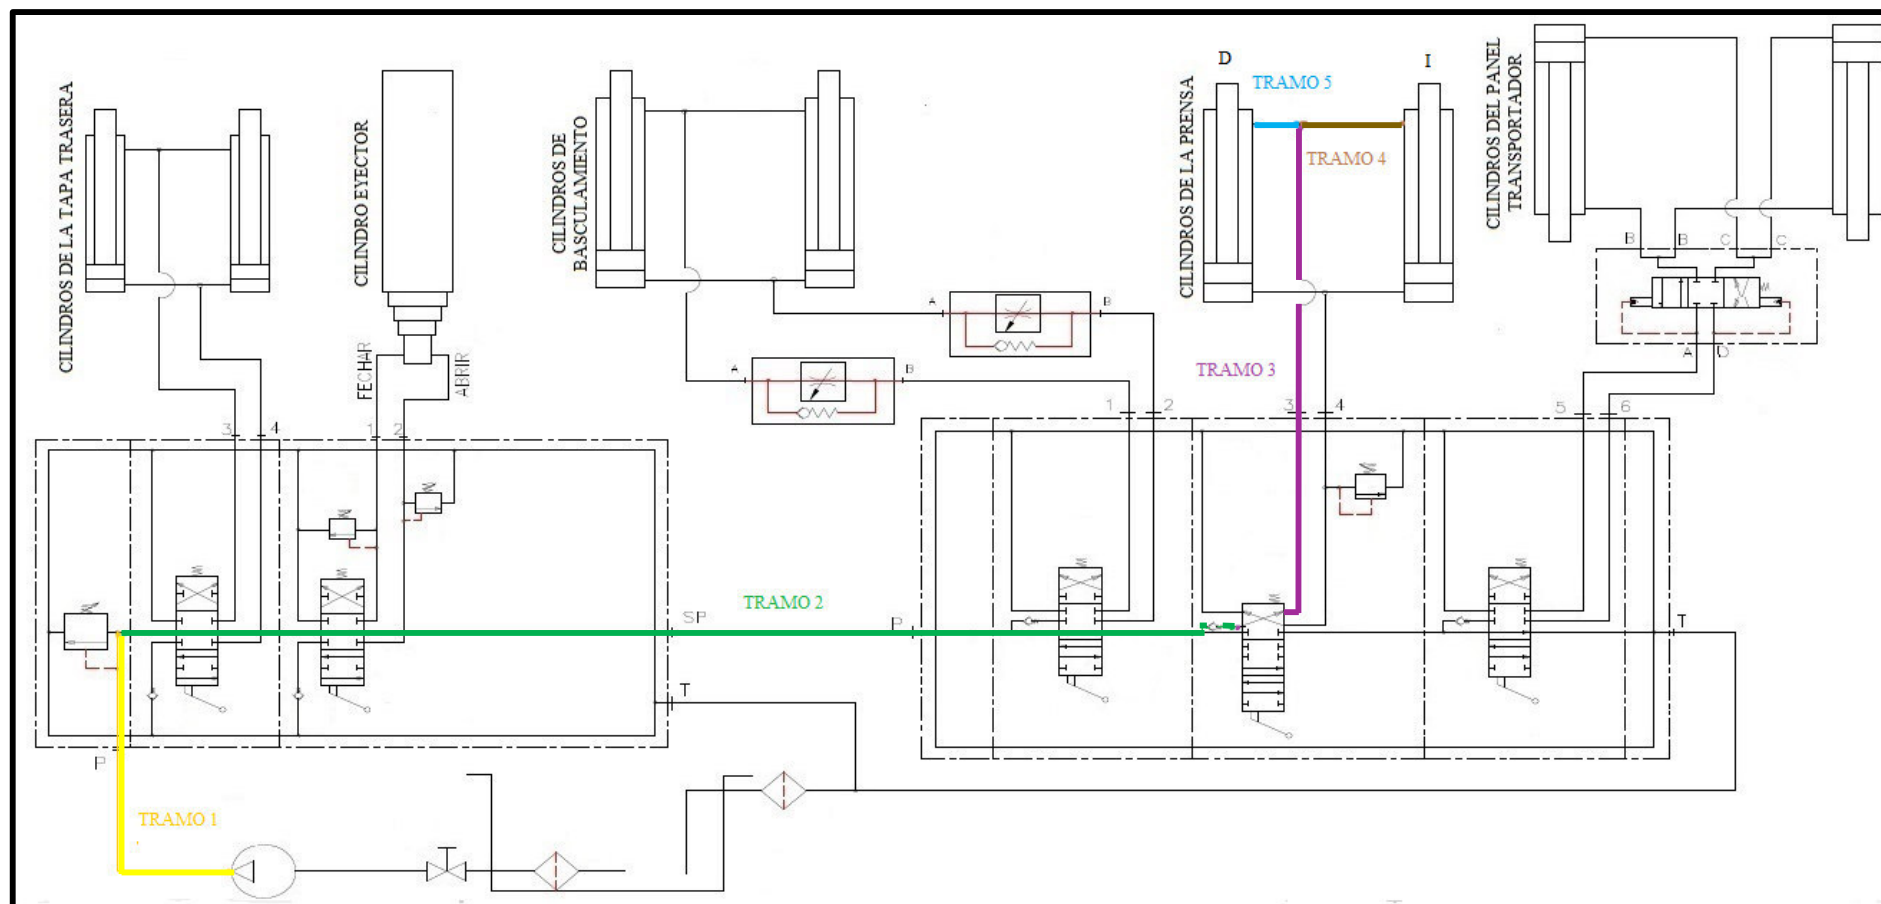 CILINDROS DE LA TAPA TRASERA
CILINDRO EYECTOR
FECHAR
ABRIR
CILINDROS DE
BASCULAMIENTO
CILINDROS DE LA PRENSA
D
I
TRAMO 5
TRAMO 4
TRAMO 3
CILINDROS DEL PANEL
TRANSPORTADOR
B
B
C
C
A
D
A
B
A
B
3
4
1
2
1
2
3
4
5
6
TRAMO 2
SP
P
T
T
P
TRAMO 1